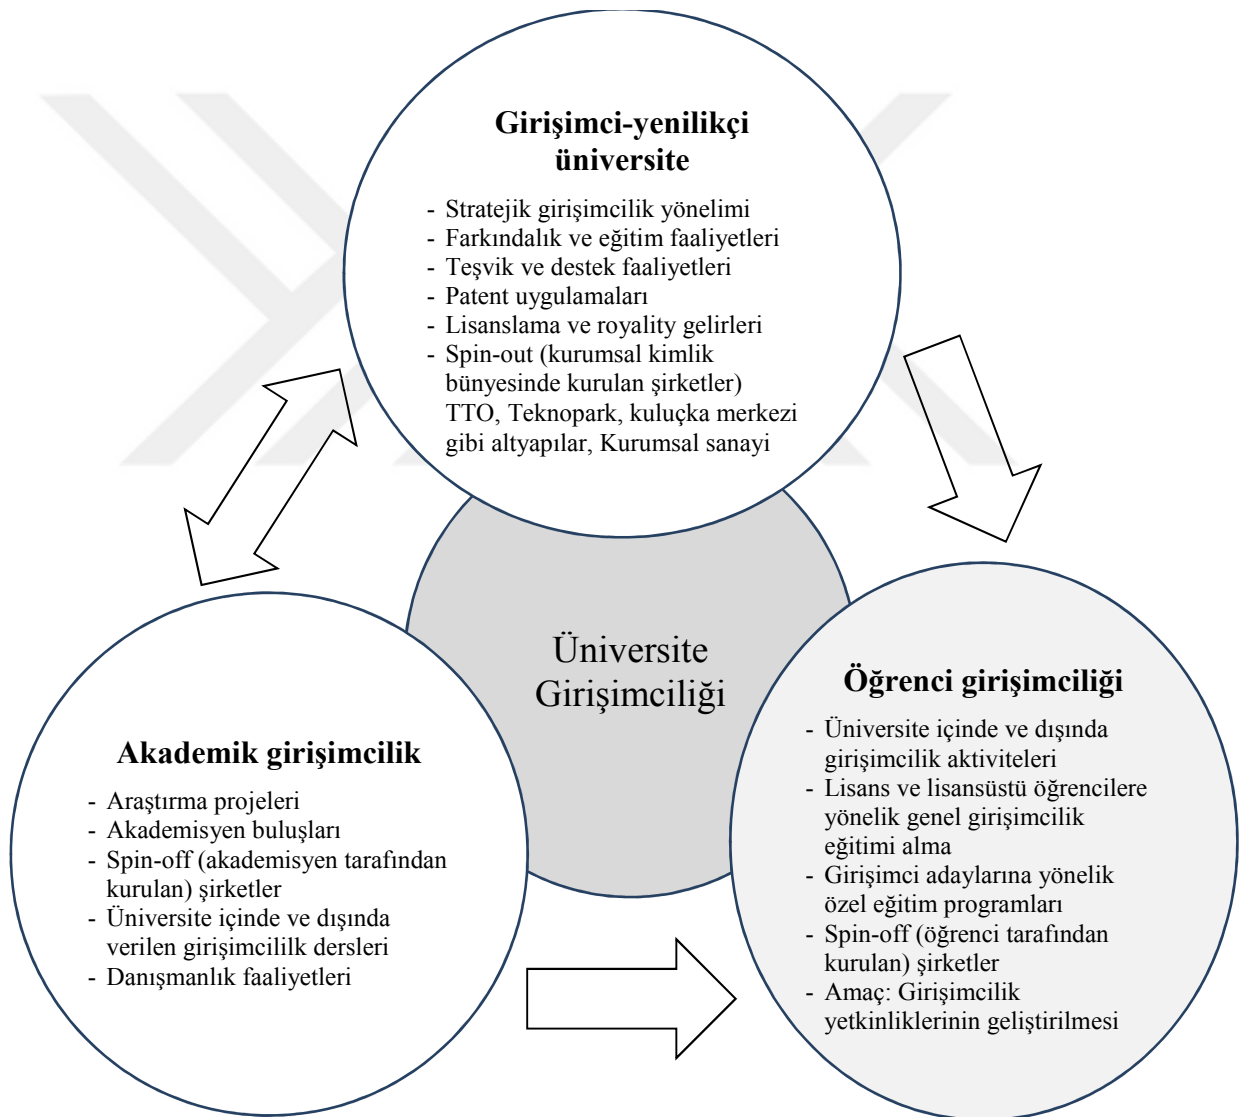 Girişimci-yenilikçi
üniversite
- Stratejik girişimcilik yönelimi
- Farkındalık ve eğitim faaliyetleri
- Teşvik ve destek faaliyetleri
- Patent uygulamaları
- Lisanslama ve royality gelirleri
- Spin-out (kurumsal kimlik
bünyesinde kurulan şirketler)
TTO, Teknopark, kuluçka merkezi
gibi altyapılar, Kurumsal sanayi
Üniversite
Girişimciliği
Akademik girişimcilik
- Araştırma projeleri
- Akademisyen buluşları
- Spin-off (akademisyen tarafından
kurulan) şirketler
- Üniversite içinde ve dışında
verilen girişimcililk dersleri
- Danışmanlık faaliyetleri
Öğrenci girişimciliği
- Üniversite içinde ve dışında
girişimcilik aktiviteleri
- Lisans ve lisansüstü öğrencilere
yönelik genel girişimcilik
eğitimi alma
- Girişimci adaylarına yönelik
özel eğitim programları
- Spin-off (öğrenci tarafından
kurulan) şirketler
- Amaç: Girişimcilik
yetkinliklerinin geliştirilmesi